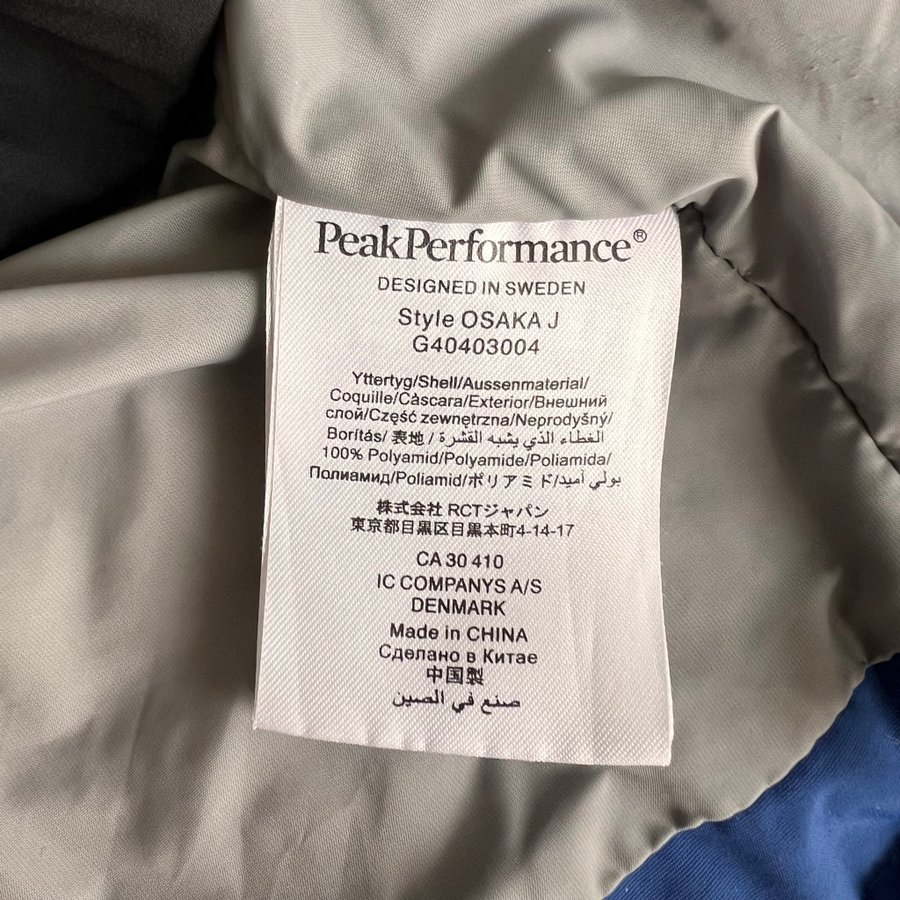 PeakPerformance®
DESIGNED IN SWEDEN
Style OSAKA J
G40403004
Yttertyg/Shell/Aussenmaterial/
Coquille/Càscara/Exterior/Внешний
слой/Część zewnętrzna/Neprodyšný/
Borítás/表地/الغطاء الذي يشبه القشرة
100% Polyamid/Polyamide/Poliamida/
Полиамид/Poliamid/ポリアミド/بولي أميد
株式会社 RCTジャパン
東京都目黒区目黒本町4-14-17
CA 30 410
IC COMPANYS A/S
DENMARK
Made in CHINA
Сделано в Китае
中国製
صنع في الصين